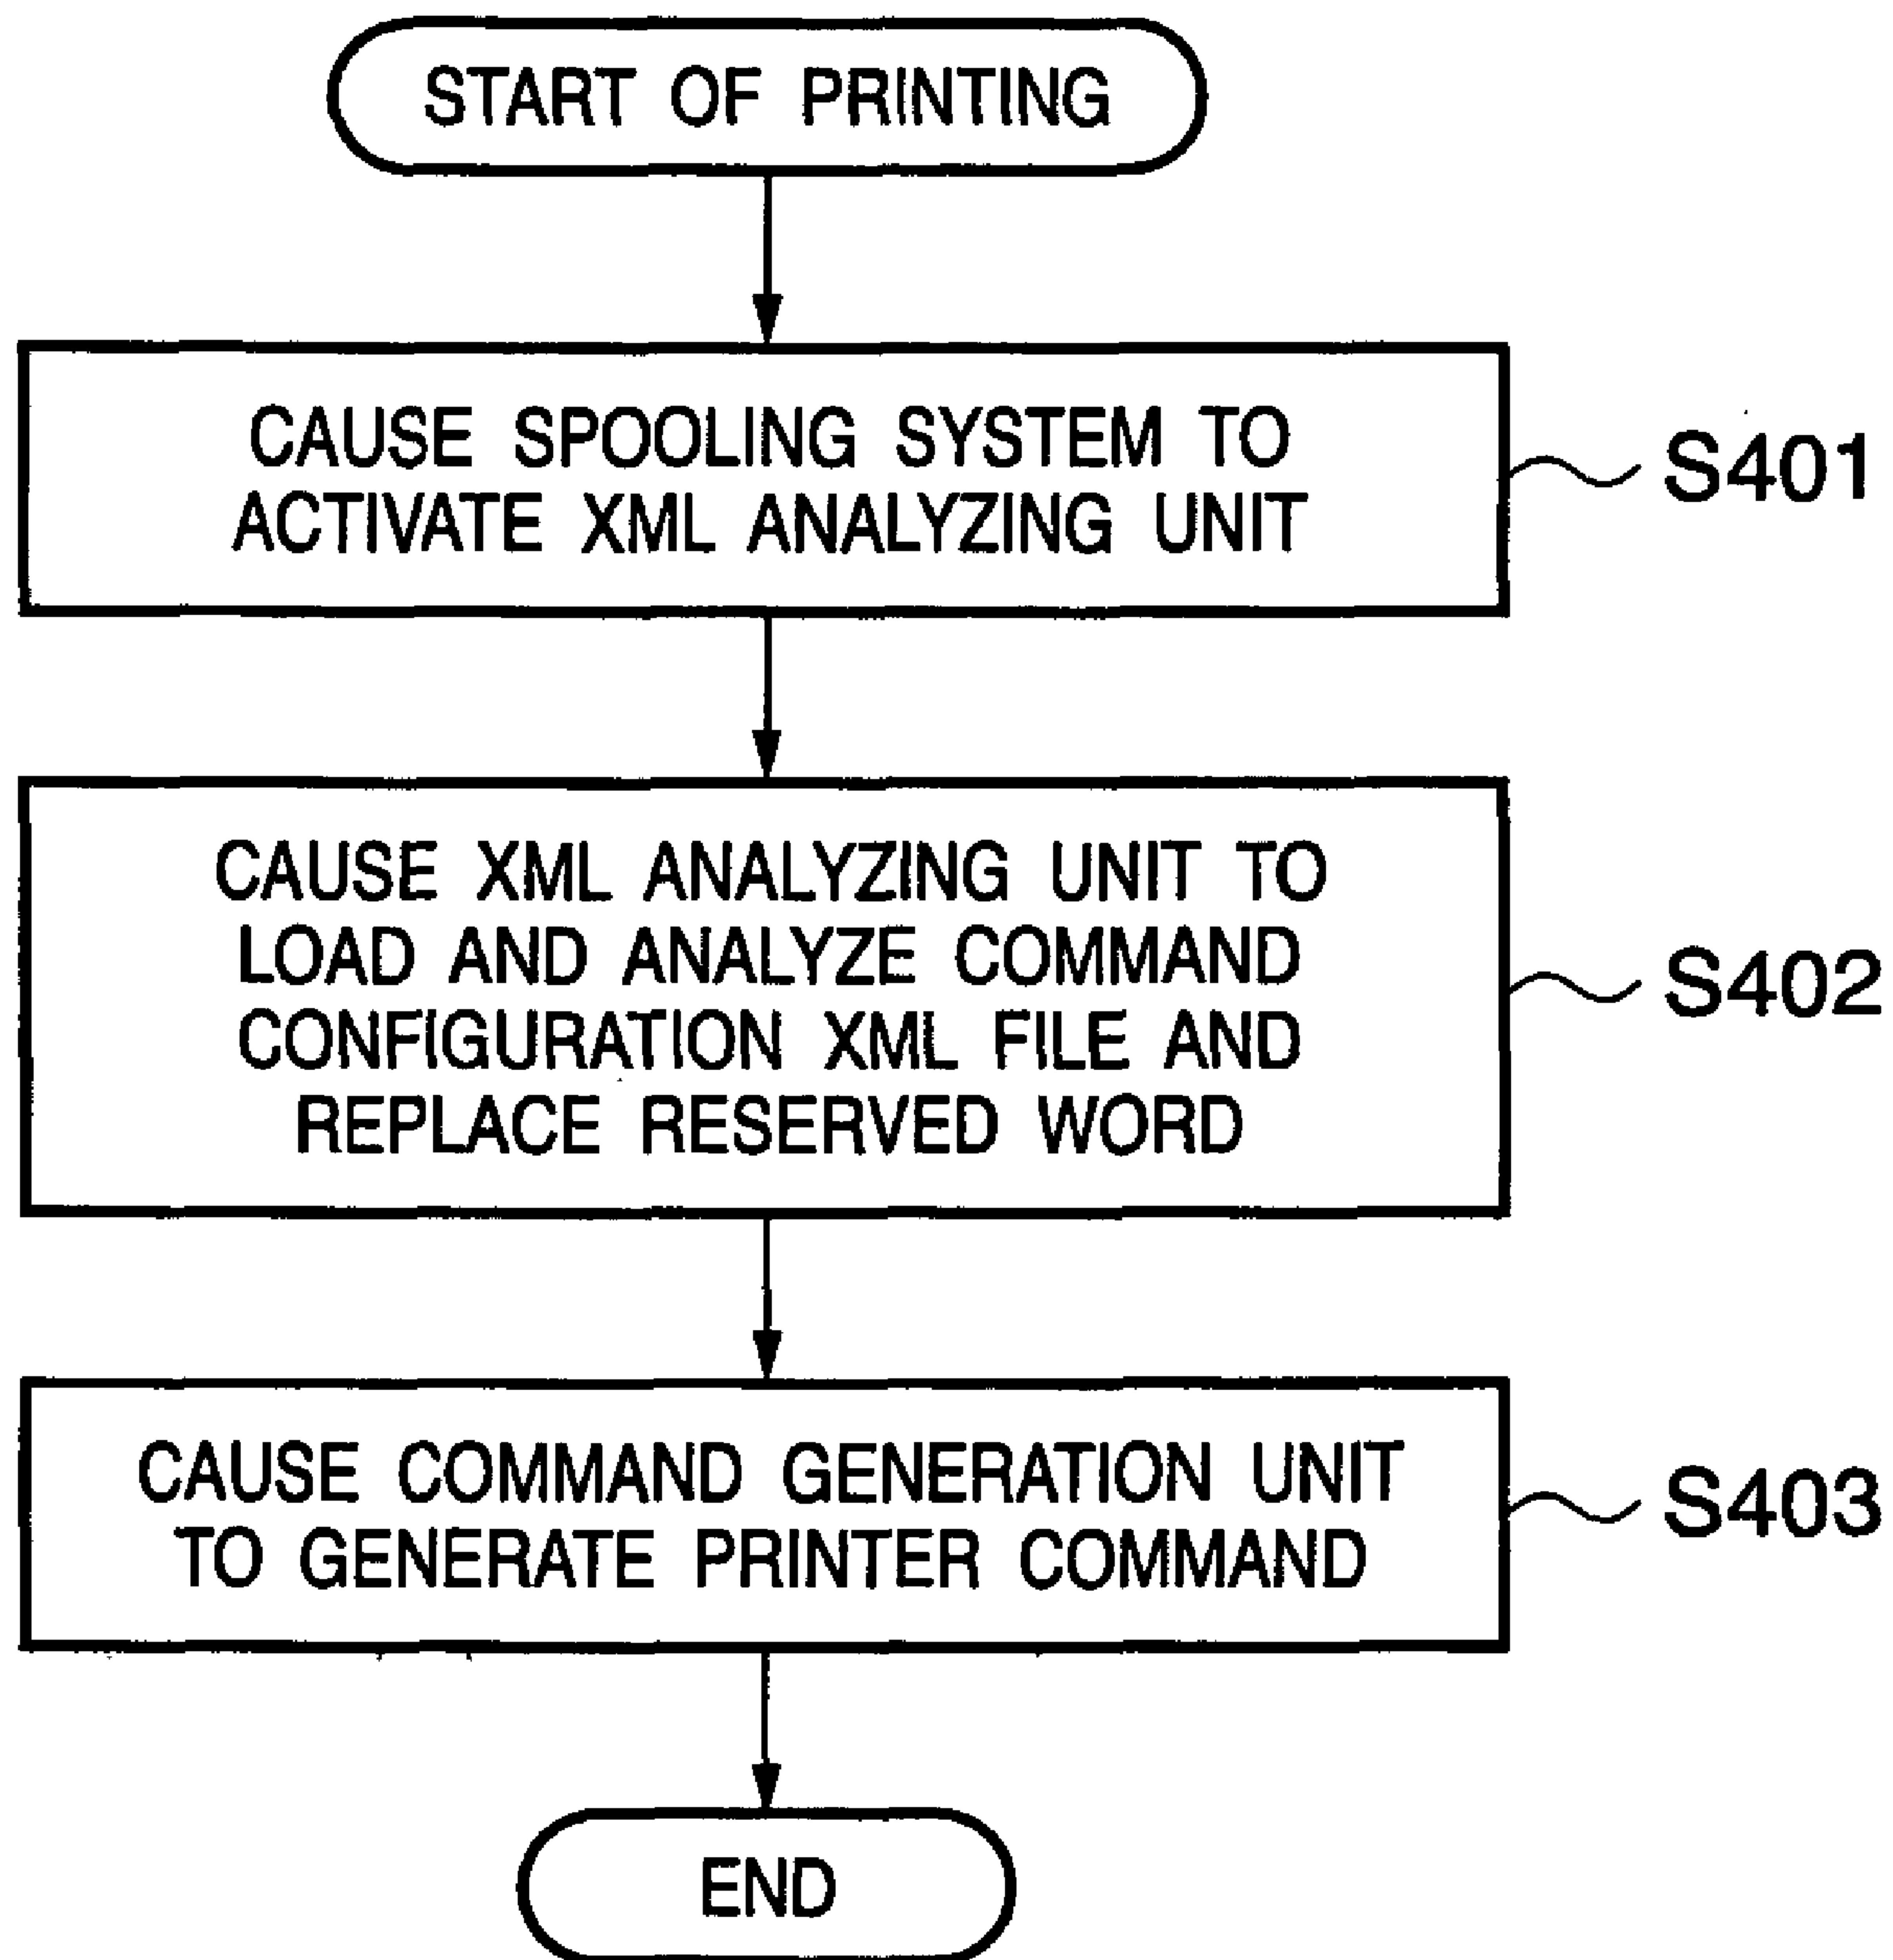 START OF PRINTING
CAUSE SPOOLING SYSTEM TO
ACTIVATE XML ANALYZING UNIT
S401
CAUSE XML ANALYZING UNIT TO
LOAD AND ANALYZE COMMAND
CONFIGURATION XML FILE AND
REPLACE RESERVED WORD
S402
CAUSE COMMAND GENERATION UNIT
TO GENERATE PRINTER COMMAND
S403
END